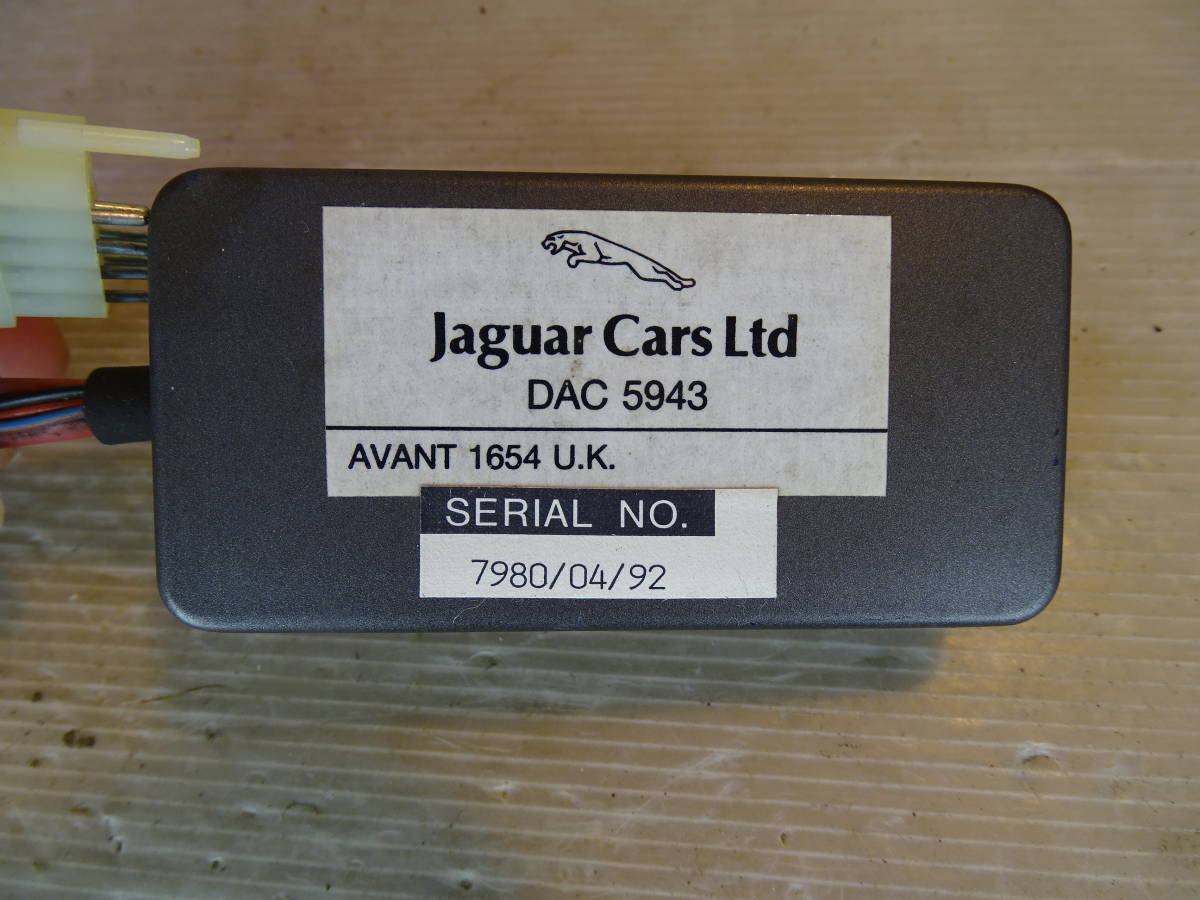 Jaguar Cars Ltd
DAC 5943
AVANT 1654 U.K.
SERIAL NO.
7980/04/92